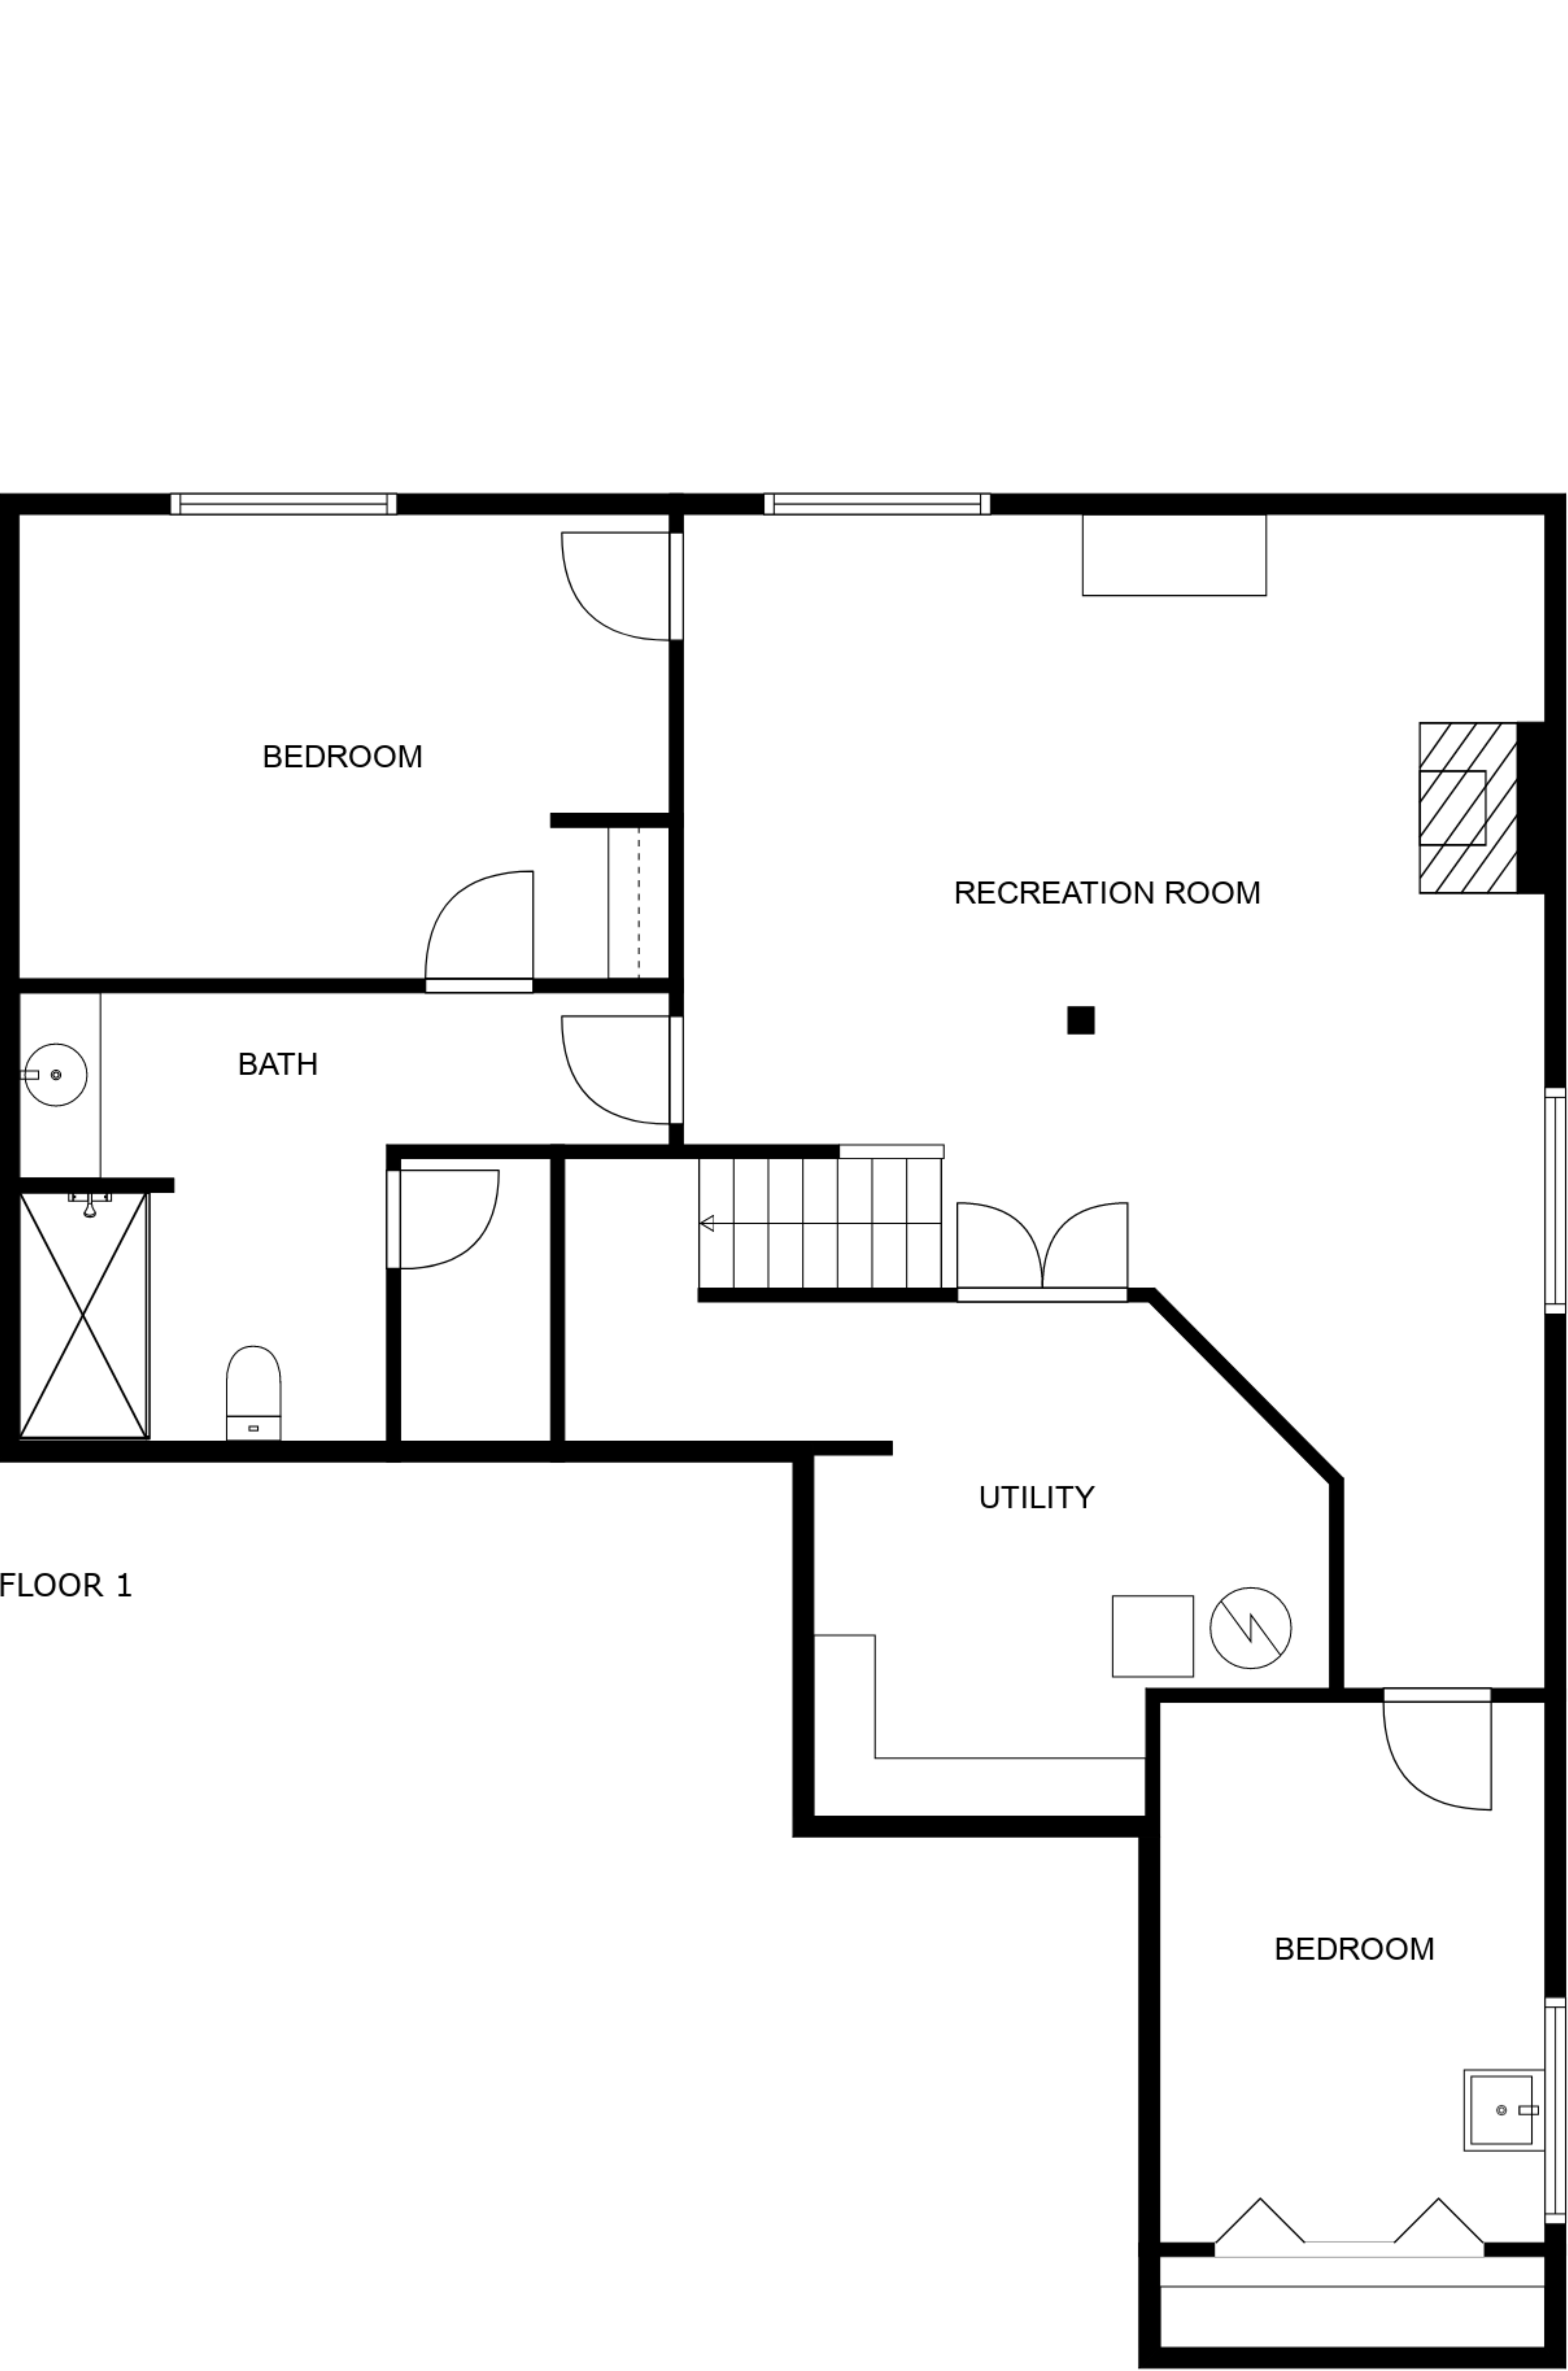 BEDROOM
RECREATION ROOM
BATH
UTILITY
FLOOR 1
BEDROOM